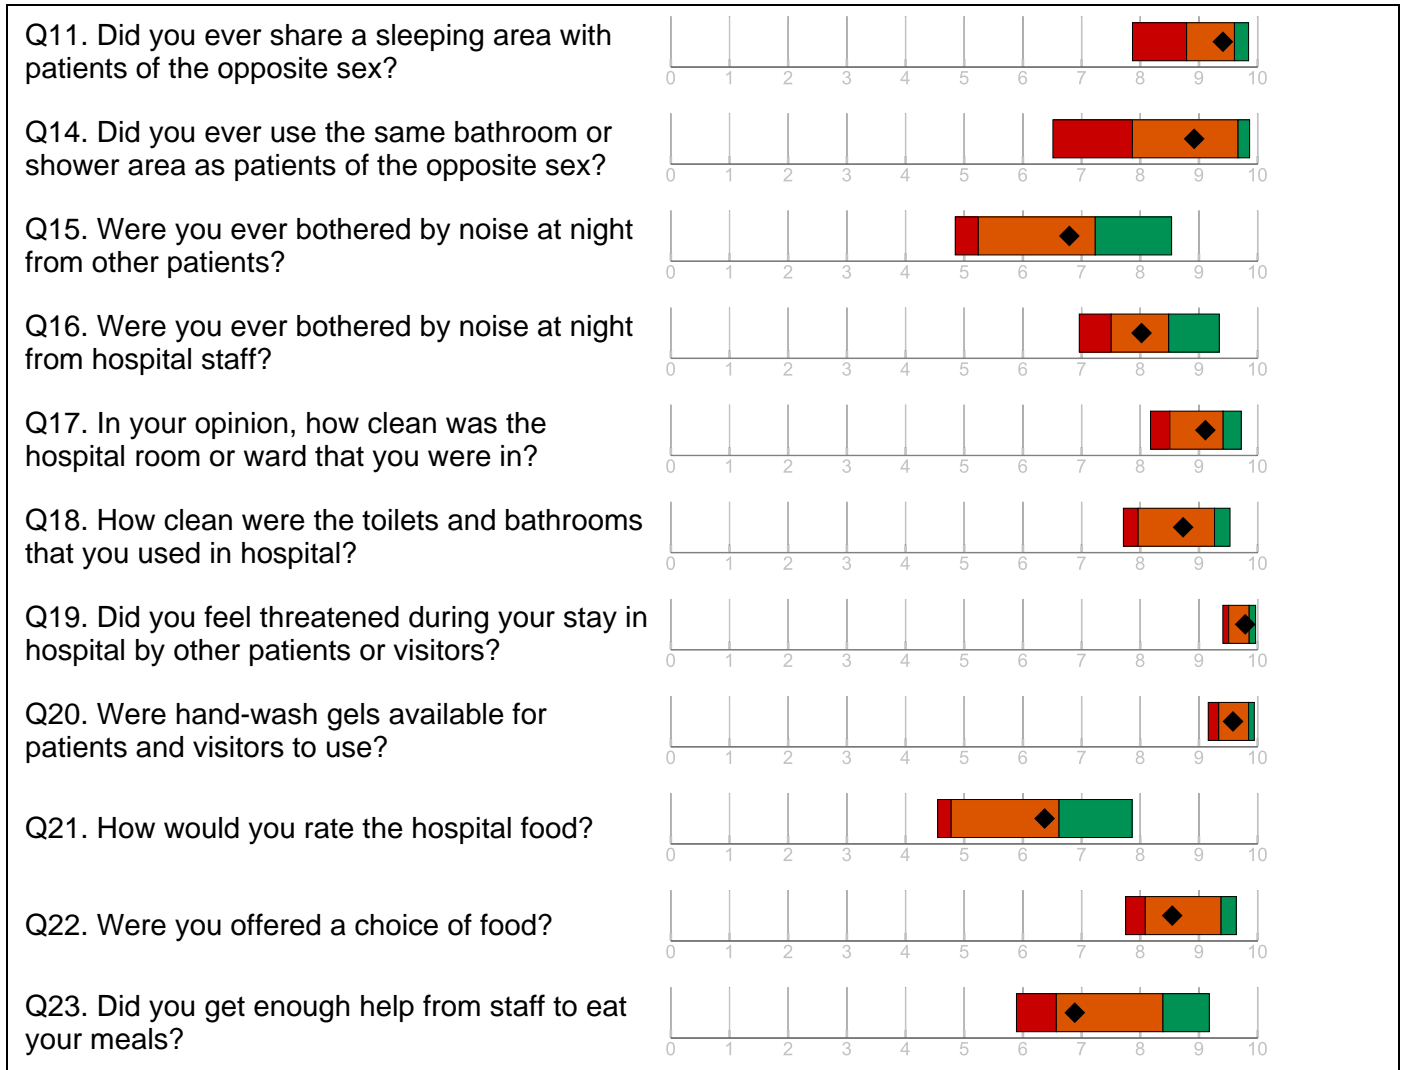 Q11. Did you ever share a sleeping area with
patients of the opposite sex?
0 1 2 3 4 5 6 7 8 9 10
Q14. Did you ever use the same bathroom or
shower area as patients of the opposite sex?
0 1 2 3 4 5 6 7 8 9 10
Q15. Were you ever bothered by noise at night
from other patients?
0 1 2 3 4 5 6 7 8 9 10
Q16. Were you ever bothered by noise at night
from hospital staff?
0 1 2 3 4 5 6 7 8 9 10
Q17. In your opinion, how clean was the
hospital room or ward that you were in?
0 1 2 3 4 5 6 7 8 9 10
Q18. How clean were the toilets and bathrooms
that you used in hospital?
0 1 2 3 4 5 6 7 8 9 10
Q19. Did you feel threatened during your stay in
hospital by other patients or visitors?
0 1 2 3 4 5 6 7 8 9 10
Q20. Were hand-wash gels available for
patients and visitors to use?
0 1 2 3 4 5 6 7 8 9 10
Q21. How would you rate the hospital food?
0 1 2 3 4 5 6 7 8 9 10
Q22. Were you offered a choice of food?
0 1 2 3 4 5 6 7 8 9 10
Q23. Did you get enough help from staff to eat
your meals?
0 1 2 3 4 5 6 7 8 9 10